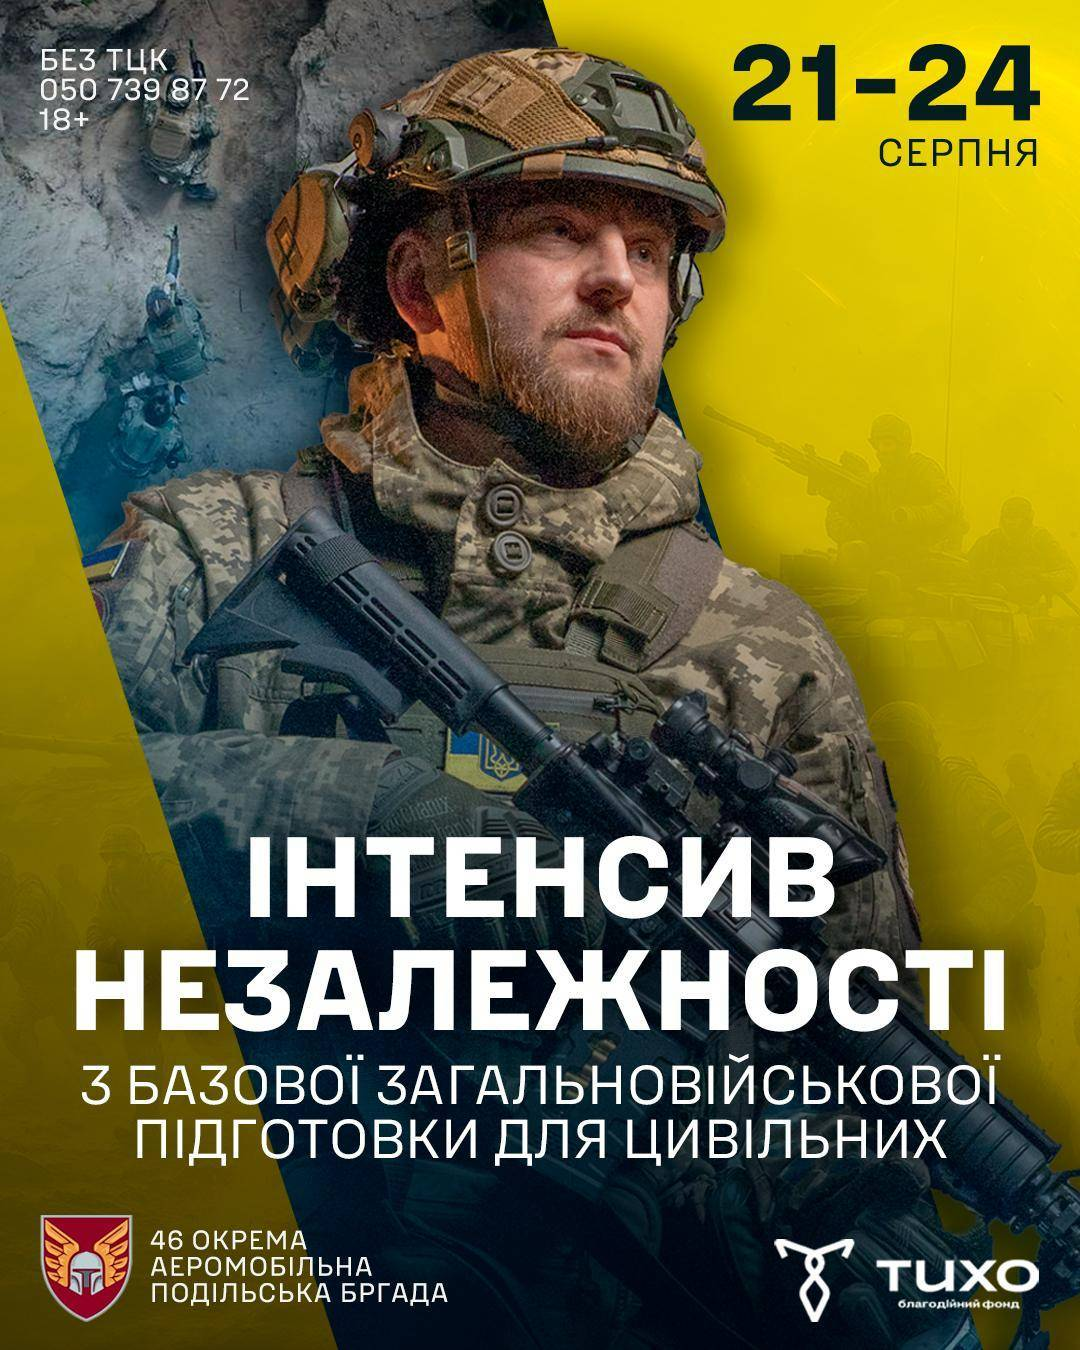 БЕЗ ТЦК
050 739 87 72
18+
21-24
СЕРПНЯ
ІНТЕНСИВ
НЕЗАЛЕЖНОСТІ
З БАЗОВОЇ ЗАГАЛЬНОВІЙСЬКОВОЇ
ПІДГОТОВКИ ДЛЯ ЦИВІЛЬНИХ
46 ОКРЕМА
АЕРОМОБІЛЬНА
ПОДІЛЬСЬКА БРГАДА
ТИХО
благодійний фонд